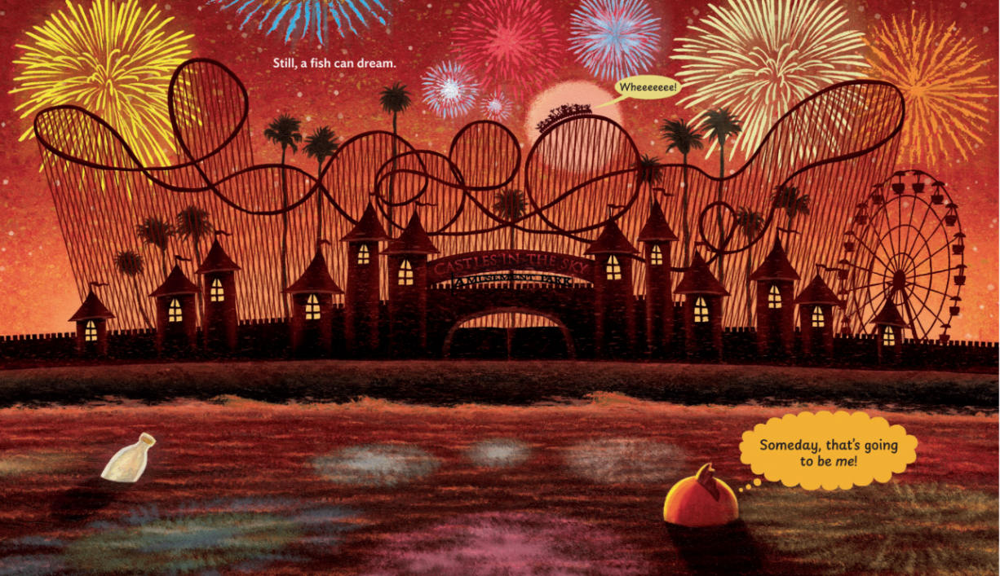 Still, a fish can dream.
Wheeeeeee!
CASTLES IN THE SKY
AMUSEMENT PARK
Someday, that's going
to be me!